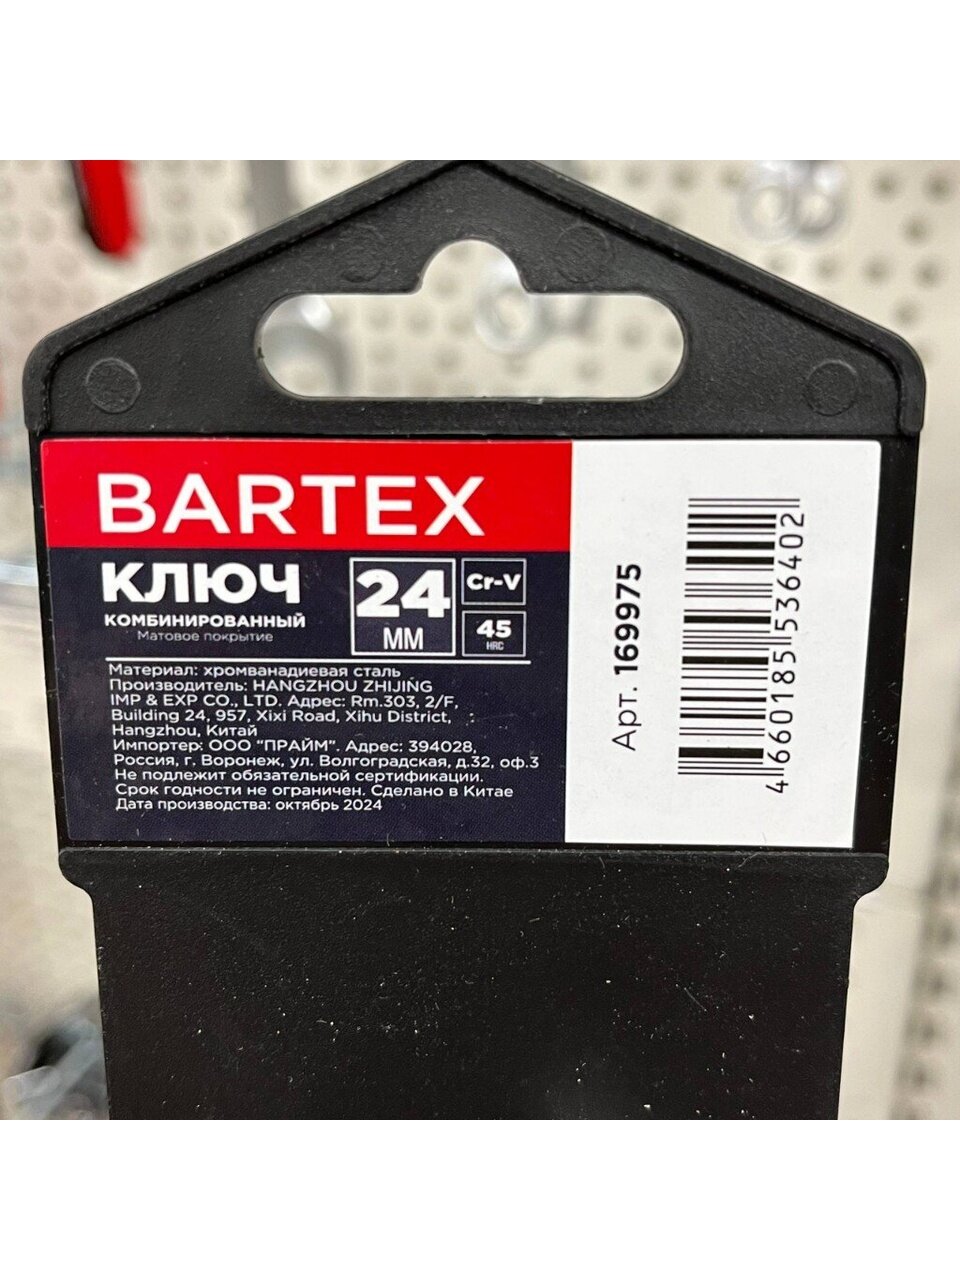 BARTEX
КЛЮЧ
КОМБИНИРОВАННЫЙ
Матовое покрытие
24
ММ
Cr-V
45
HRC
Материал: хромванадиевая сталь
Производитель: HANGZHOU ZHIJING
IMP & EXP CO., LTD. Адрес: Rm.303, 2/F,
Building 24, 957, Xixi Road, Xihu District,
Hangzhou, Китай
Импортер: ООО "ПРАЙМ". Адрес: 394028,
Россия, г. Воронеж, ул. Волгоградская, д.32, оф.3
Не подлежит обязательной сертификации.
Срок годности не ограничен. Сделано в Китае
Дата производства: октябрь 2024
Арт. 169975
4 660185 536402